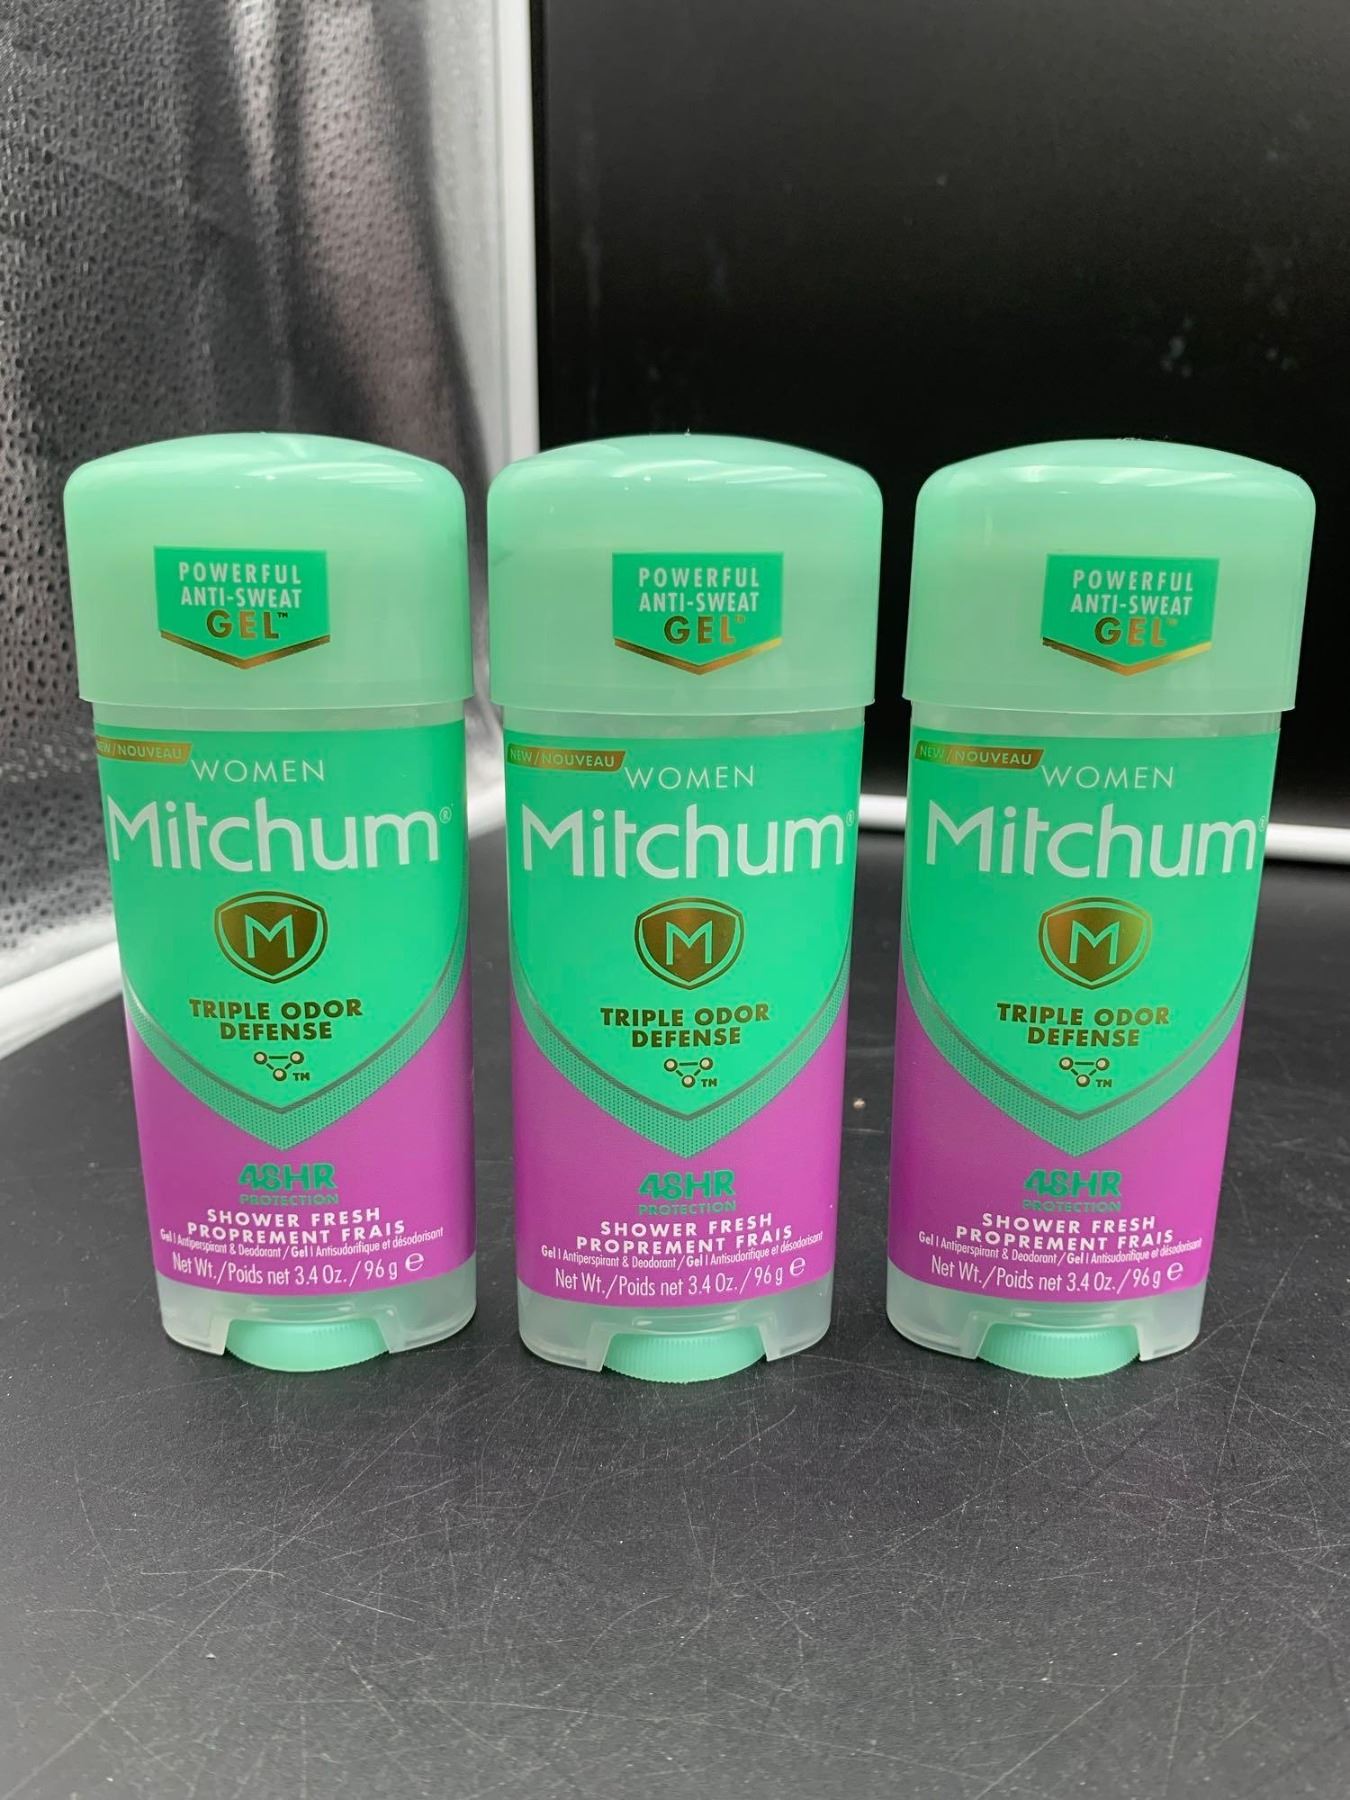 POWERFUL
ANTI-SWEAT
GEL™
NEW/NOUVEAU
WOMEN
Mitchum®
M
TRIPLE ODOR
DEFENSE
TM
48HR
PROTECTION
SHOWER FRESH
PROPREMENT FRAIS
Gel | Antiperspirant & Deodorant / Gel | Antisudorifique et désodorisant
Net Wt./Poids net 3.4 Oz./96 g ℮
POWERFUL
ANTI-SWEAT
GEL™
NEW/NOUVEAU
WOMEN
Mitchum®
M
TRIPLE ODOR
DEFENSE
TM
48HR
PROTECTION
SHOWER FRESH
PROPREMENT FRAIS
Gel | Antiperspirant & Deodorant / Gel | Antisudorifique et désodorisant
Net Wt./Poids net 3.4 Oz./96 g ℮
POWERFUL
ANTI-SWEAT
GEL™
NEW/NOUVEAU
WOMEN
Mitchum®
M
TRIPLE ODOR
DEFENSE
TM
48HR
PROTECTION
SHOWER FRESH
PROPREMENT FRAIS
Gel | Antiperspirant & Deodorant / Gel | Antisudorifique et désodorisant
Net Wt./Poids net 3.4 Oz./96 g ℮